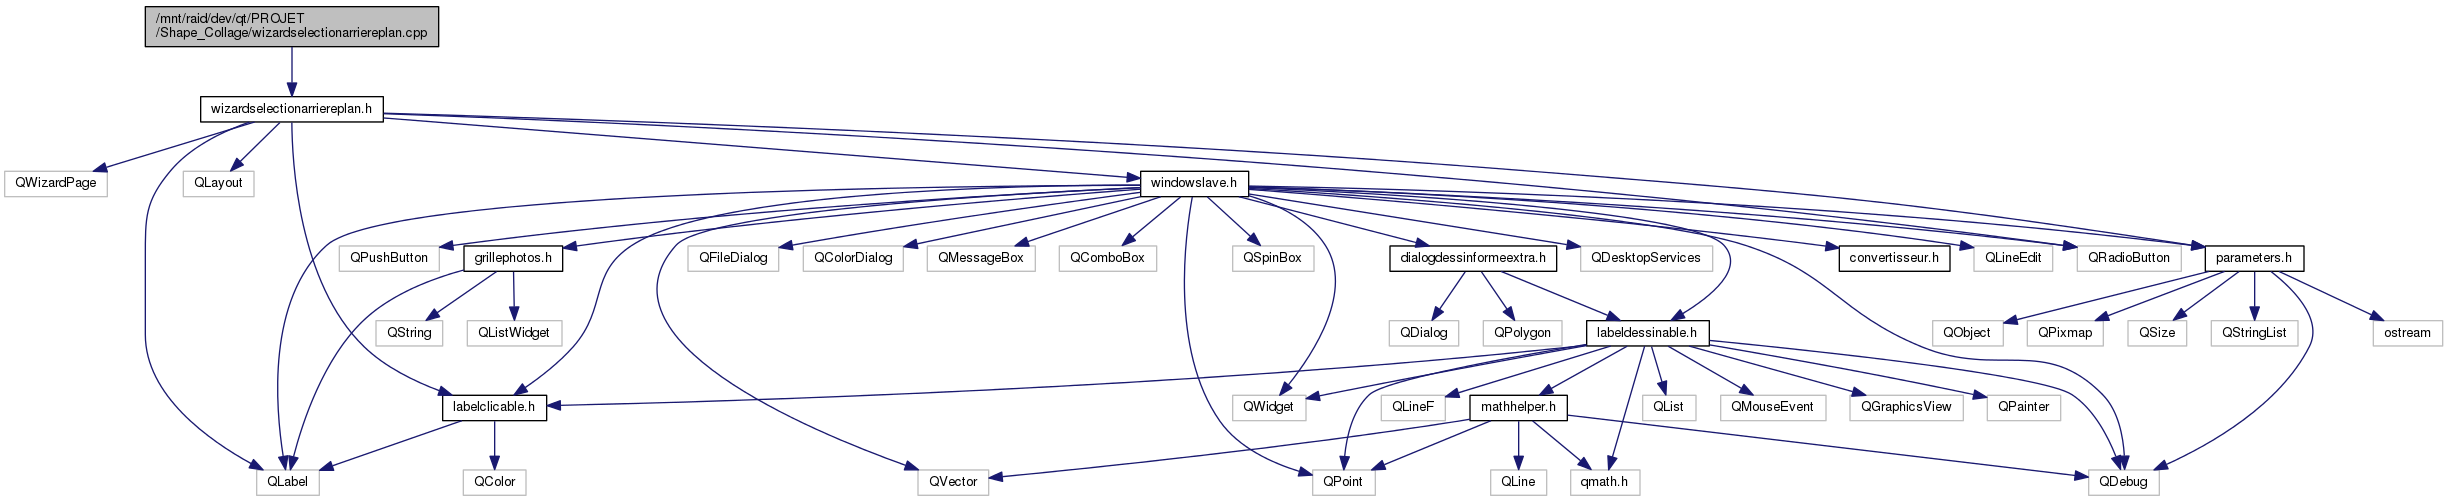 /mnt/raid/dev/qt/PROJET
/Shape_Collage/wizardselectionarriereplan.cpp
wizardselectionarriereplan.h
QWizardPage
QLayout
windowslave.h
QPushButton
grillephotos.h
QFileDialog
QColorDialog
QMessageBox
QComboBox
QSpinBox
dialogdessinformeextra.h
QDesktopServices
convertisseur.h
QLineEdit
QRadioButton
parameters.h
QString
QListWidget
QDialog
QPolygon
labeldessinable.h
QObject
QPixmap
QSize
QStringList
ostream
labelclicable.h
QWidget
QLineF
mathhelper.h
QList
QMouseEvent
QGraphicsView
QPainter
QLabel
QColor
QVector
QPoint
QLine
qmath.h
QDebug